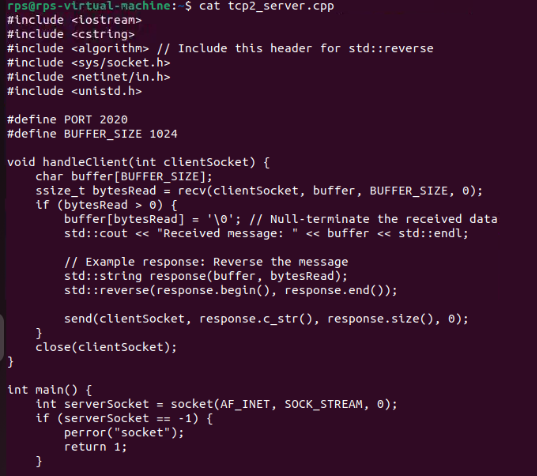 rps@rps-virtual-machine:~$ cat tcp2_server.cpp
#include <iostream>
#include <cstring>
#include <algorithm> // Include this header for std::reverse
#include <sys/socket.h>
#include <netinet/in.h>
#include <unistd.h>

#define PORT 2020
#define BUFFER_SIZE 1024

void handleClient(int clientSocket) {
    char buffer[BUFFER_SIZE];
    ssize_t bytesRead = recv(clientSocket, buffer, BUFFER_SIZE, 0);
    if (bytesRead > 0) {
        buffer[bytesRead] = '\0'; // Null-terminate the received data
        std::cout << "Received message: " << buffer << std::endl;

        // Example response: Reverse the message
        std::string response(buffer, bytesRead);
        std::reverse(response.begin(), response.end());

        send(clientSocket, response.c_str(), response.size(), 0);
    }
    close(clientSocket);
}

int main() {
    int serverSocket = socket(AF_INET, SOCK_STREAM, 0);
    if (serverSocket == -1) {
        perror("socket");
        return 1;
    }